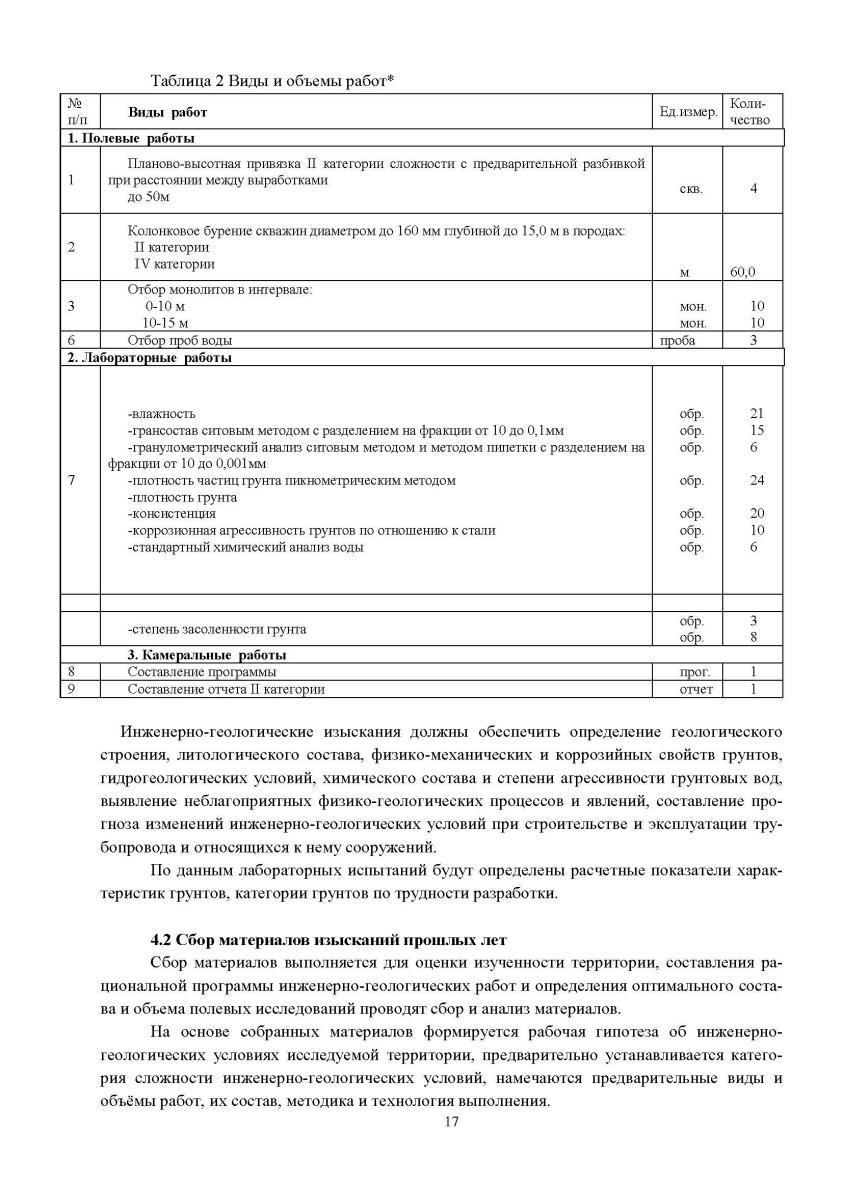 Таблица 2 Виды и объемы работ*
№ п/п Виды работ Ед.измер. Коли-
чество
1. Полевые работы
1 Планово-высотная привязка II категории сложности с предварительной разбивкой
при расстоянии между выработками
до 50м скв. 4
2 Колонковое бурение скважин диаметром до 160 мм глубиной до 15,0 м в породах:
II категории
IV категории
м 60,0
3 Отбор монолитов в интервале:
0-10 м мон. 10
10-15 м мон. 10
6 Отбор проб воды проба 3
2. Лабораторные работы
7
-влажность обр. 21
-грансостав ситовым методом с разделением на фракции от 10 до 0,1мм обр. 15
-гранулометрический анализ ситовым методом и методом пипетки с разделением на обр. 6
фракции от 10 до 0,001мм
-плотность частиц грунта пикнометрическим методом обр. 24
-плотность грунта
-консистенция обр. 20
-коррозионная агрессивность грунтов по отношению к стали обр. 10
-стандартный химический анализ воды обр. 6
-степень засоленности грунта обр. 3
обр. 8
3. Камеральные работы
8 Составление программы прог. 1
9 Составление отчета II категории отчет 1
Инженерно-геологические изыскания должны обеспечить определение геологического
строения, литологического состава, физико-механических и коррозийных свойств грунтов,
гидрогеологических условий, химического состава и степени агрессивности грунтовых вод,
выявление неблагоприятных физико-геологических процессов и явлений, составление про-
гноза изменений инженерно-геологических условий при строительстве и эксплуатации тру-
бопровода и относящихся к нему сооружений.
По данным лабораторных испытаний будут определены расчетные показатели харак-
теристик грунтов, категории грунтов по трудности разработки.
4.2 Сбор материалов изысканий прошлых лет
Сбор материалов выполняется для оценки изученности территории, составления ра-
циональной программы инженерно-геологических работ и определения оптимального соста-
ва и объема полевых исследований проводят сбор и анализ материалов.
На основе собранных материалов формируется рабочая гипотеза об инженерно-
геологических условиях исследуемой территории, предварительно устанавливается катего-
рия сложности инженерно-геологических условий, намечаются предварительные виды и
объёмы работ, их состав, методика и технология выполнения.
17